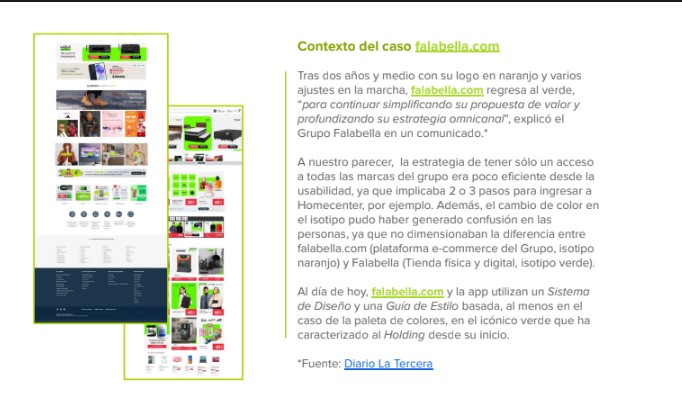 Contexto del caso falabella.com
Tras dos años y medio con su logo en naranjo y varios
ajustes en la marcha, falabella.com regresa al verde,
"para continuar simplificando su propuesta de valor y
profundizando su estrategia omnicanal", explicó el
Grupo Falabella en un comunicado.*
A nuestro parecer, la estrategia de tener sólo un acceso
a todas las marcas del grupo era poco eficiente desde la
usabilidad, ya que implicaba 2 o 3 pasos para ingresar a
Homecenter, por ejemplo. Además, el cambio de color en
el isotipo pudo haber generado confusión en las
personas, ya que no dimensionaban la diferencia entre
falabella.com (plataforma e-commerce del Grupo, isotipo
naranjo) y Falabella (Tienda física y digital, isotipo verde).
Al día de hoy, falabella.com y la app utilizan un Sistema
de Diseño y una Guía de Estilo basada, al menos en el
caso de la paleta de colores, en el icónico verde que ha
caracterizado al Holding desde su inicio.
*Fuente: Diario La Tercera